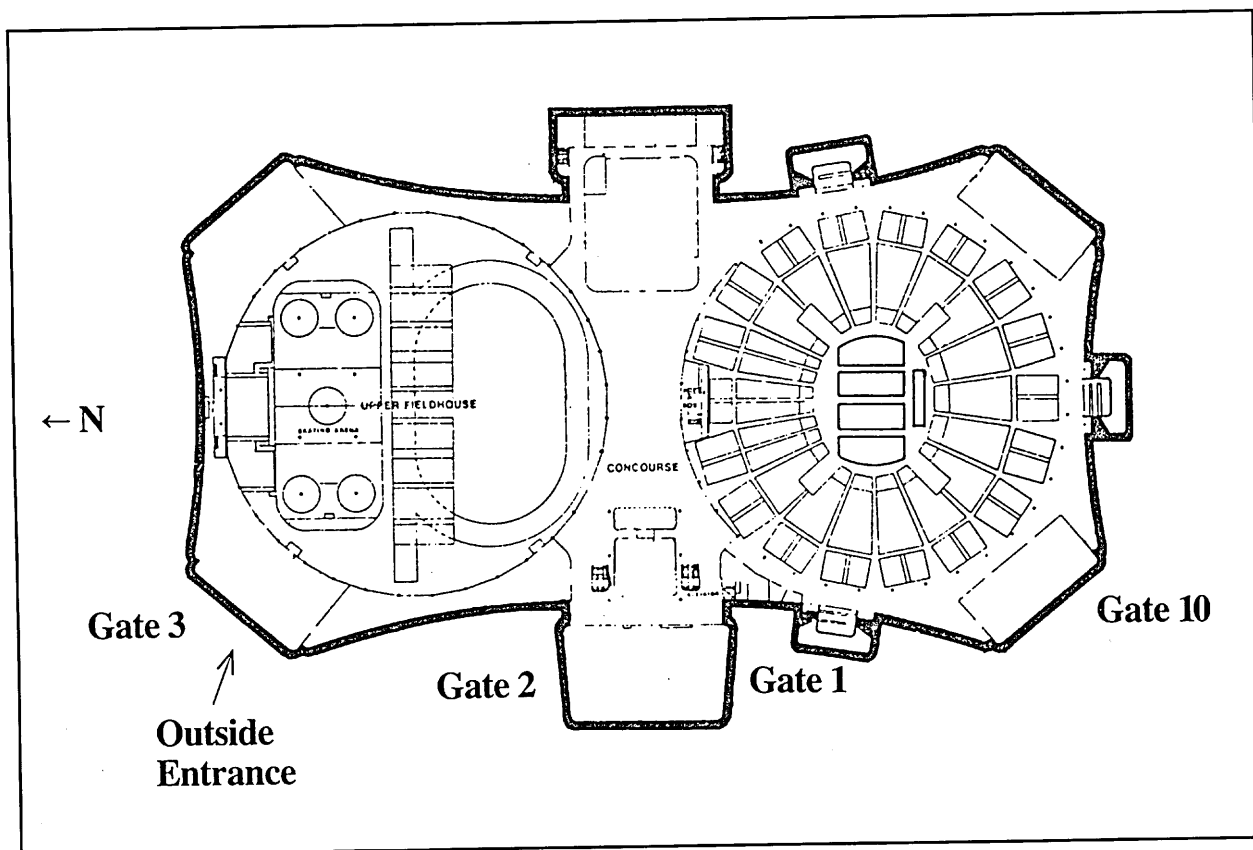 ← N
UPPER FIELDHOUSE
SKATING ARENA
CONCOURSE
Gate 3
Gate 10
Gate 2
Gate 1
Outside
Entrance